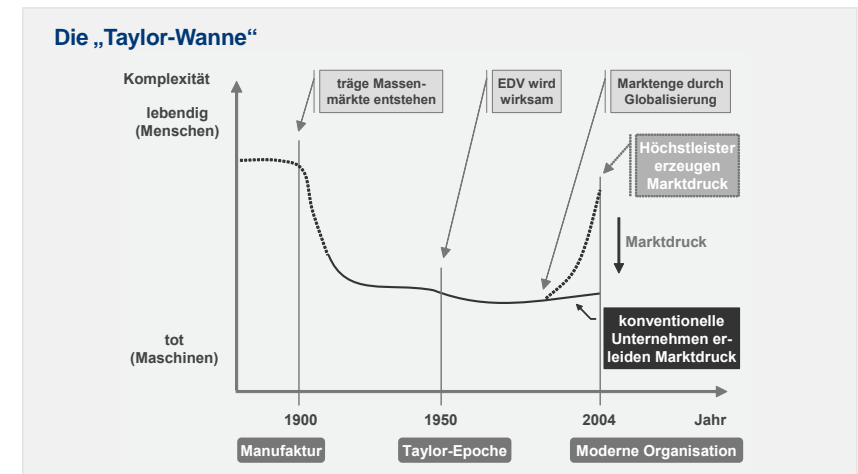 Die „Taylor-Wanne“
Komplexität
lebendig
(Menschen)
träge Massen-
märkte entstehen
EDV wird
wirksam
Marktenge durch
Globalisierung
Höchstleister
erzeugen
Marktdruck
Marktdruck
konventionelle
Unternehmen er-
leiden Marktdruck
tot
(Maschinen)
1900
1950
2004
Jahr
Manufaktur
Taylor-Epoche
Moderne Organisation